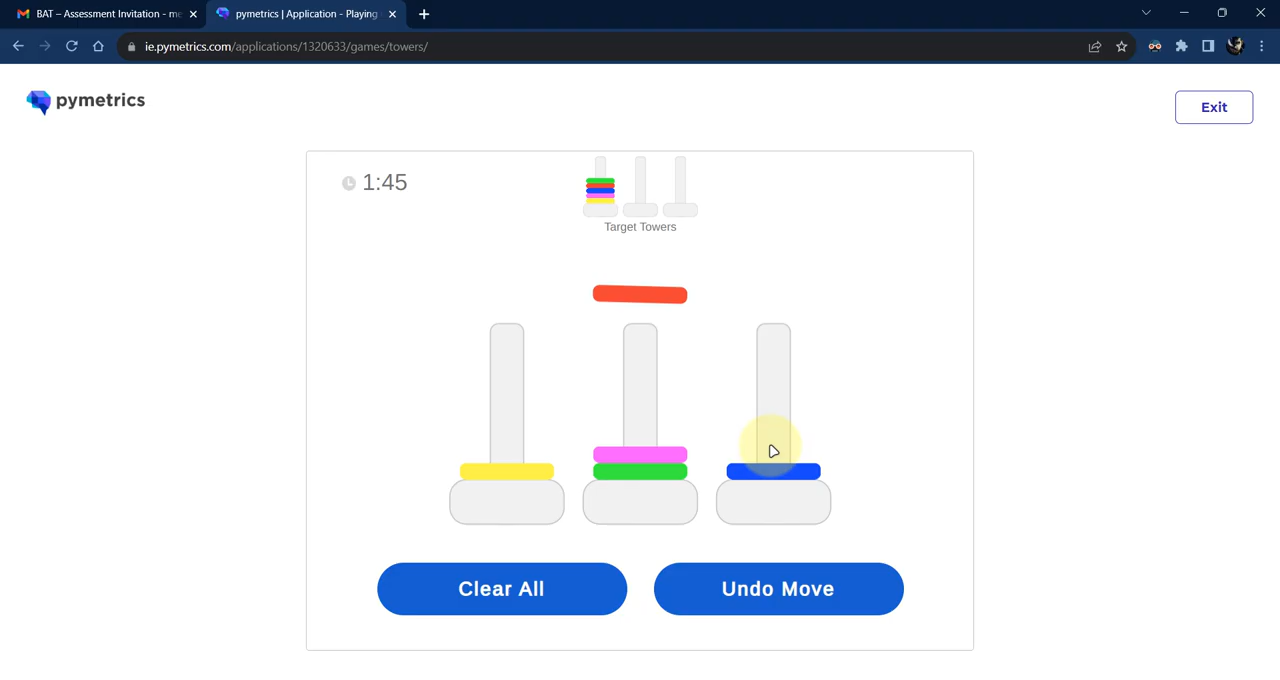 BAT – Assessment Invitation - me
pymetrics | Application - Playing
ie.pymetrics.com/applications/1320633/games/towers/
pymetrics
Exit
1:45
Target Towers
Clear All
Undo Move